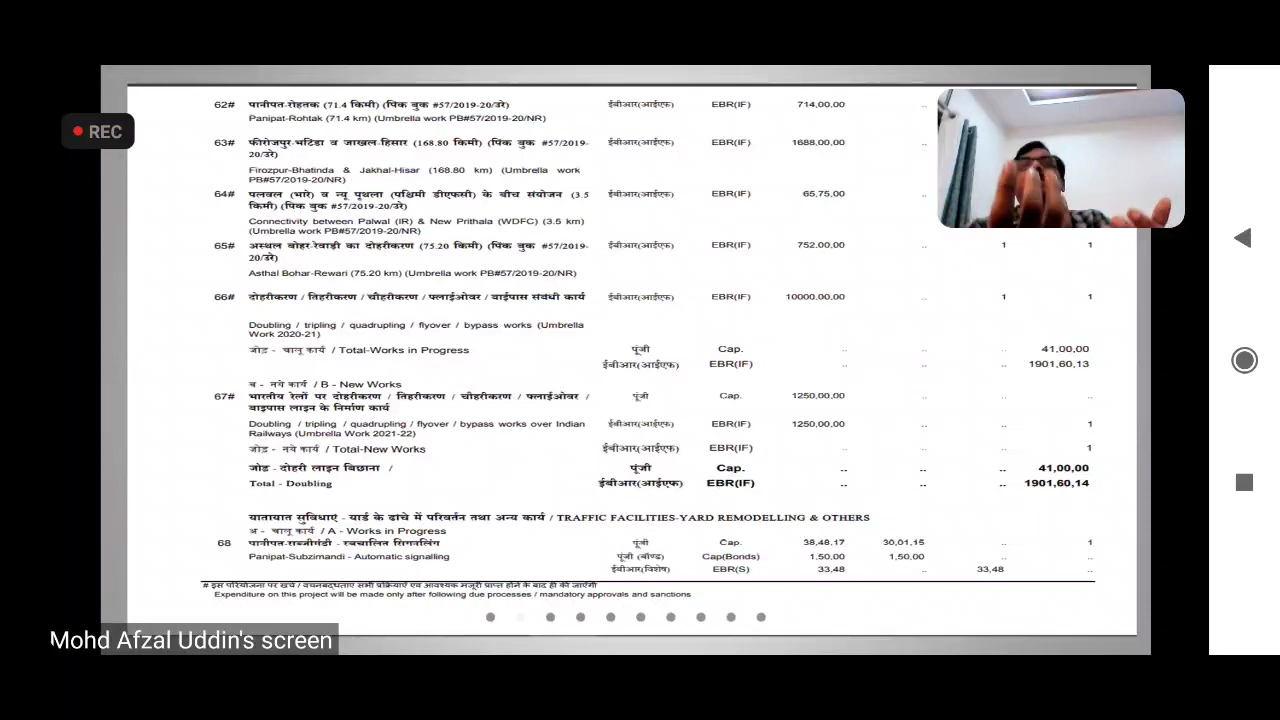 REC
62# पानीपत-रोहतक (71.4 किमी) (पिंक बुक #57/2019-20/उरे) ईबीआर(आईएफ) EBR(IF) 714,00,00 ..
Panipat-Rohtak (71.4 km) (Umbrella work PB#57/2019-20/NR)
63# फीरोजपुर-भटिंडा व जाखल-हिसार (168.80 किमी) (पिंक बुक #57/2019- ईबीआर(आईएफ) EBR(IF) 1688,00,00 ..
20/उरे)
Firozpur-Bhatinda & Jakhal-Hisar (168.80 km) (Umbrella work
PB#57/2019-20/NR)
64# पलवल (भारे) व न्यू पृथला (पश्चिमी डीएफसी) के बीच संयोजन (3.5 ईबीआर(आईएफ) EBR(IF) 65,75,00 ..
किमी) (पिंक बुक #57/2019-20/उरे)
Connectivity between Palwal (IR) & New Prithala (WDFC) (3.5 km)
(Umbrella work PB#57/2019-20/NR)
65# अस्थल बोहर-रेवाड़ी का दोहरीकरण (75.20 किमी) (पिंक बुक #57/2019- ईबीआर(आईएफ) EBR(IF) 752,00,00 .. 1 1
20/उरे)
Asthal Bohar-Rewari (75.20 km) (Umbrella work PB#57/2019-20/NR)
66# दोहरीकरण / तिहरीकरण / चौहरीकरण / फ्लाईओवर / बाईपास संबंधी कार्य ईबीआर(आईएफ) EBR(IF) 10000,00,00 .. 1 1
Doubling / tripling / quadrupling / flyover / bypass works (Umbrella
Work 2020-21)
जोड़ - चालू कार्य / Total-Works in Progress पूंजी Cap. .. .. .. 41,00,00
ईबीआर(आईएफ) EBR(IF) .. .. .. 1901,60,13
ब - नये कार्य / B - New Works
67# भारतीय रेलों पर दोहरीकरण / तिहरीकरण / चौहरीकरण / फ्लाईओवर / पूंजी Cap. 1250,00,00 .. .. ..
बाइपास लाइन के निर्माण कार्य
Doubling / tripling / quadrupling / flyover / bypass works over Indian ईबीआर(आईएफ) EBR(IF) 1250,00,00 .. .. 1
Railways (Umbrella Work 2021-22)
जोड़ - नये कार्य / Total-New Works ईबीआर(आईएफ) EBR(IF) .. .. .. 1
जोड़ - दोहरी लाइन बिछाना / पूंजी Cap. .. .. .. 41,00,00
Total - Doubling ईबीआर(आईएफ) EBR(IF) .. .. .. 1901,60,14
यातायात सुविधाएं - यार्ड के ढांचे में परिवर्तन तथा अन्य कार्य / TRAFFIC FACILITIES-YARD REMODELLING & OTHERS
अ - चालू कार्य / A - Works in Progress
68 पानीपत-सब्जीमंडी - स्वचालित सिगनलिंग पूंजी Cap. 38,48,17 30,01,15 .. 1
Panipat-Subzimandi - Automatic signalling पूंजी (बॉण्ड) Cap(Bonds) 1,50,00 1,50,00 .. ..
ईबीआर(विशेष) EBR(S) 33,48 .. 33,48 ..
# इस परियोजना पर खर्च / वचनबद्धताएं सभी प्रक्रियाएं एवं आवश्यक मंजूरी प्राप्त होने के बाद ही की जाएंगी
Expenditure on this project will be made only after following due processes / mandatory approvals and sanctions
Mohd Afzal Uddin's screen